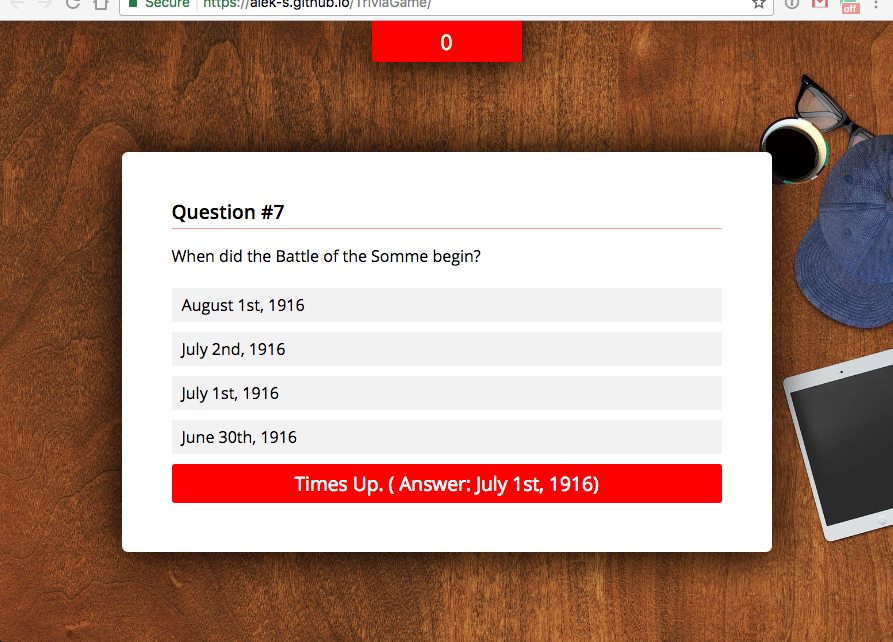 Secure https://alek-s.github.io/TriviaGame/
off
0
Question #7
When did the Battle of the Somme begin?
August 1st, 1916
July 2nd, 1916
July 1st, 1916
June 30th, 1916
Times Up. ( Answer: July 1st, 1916)